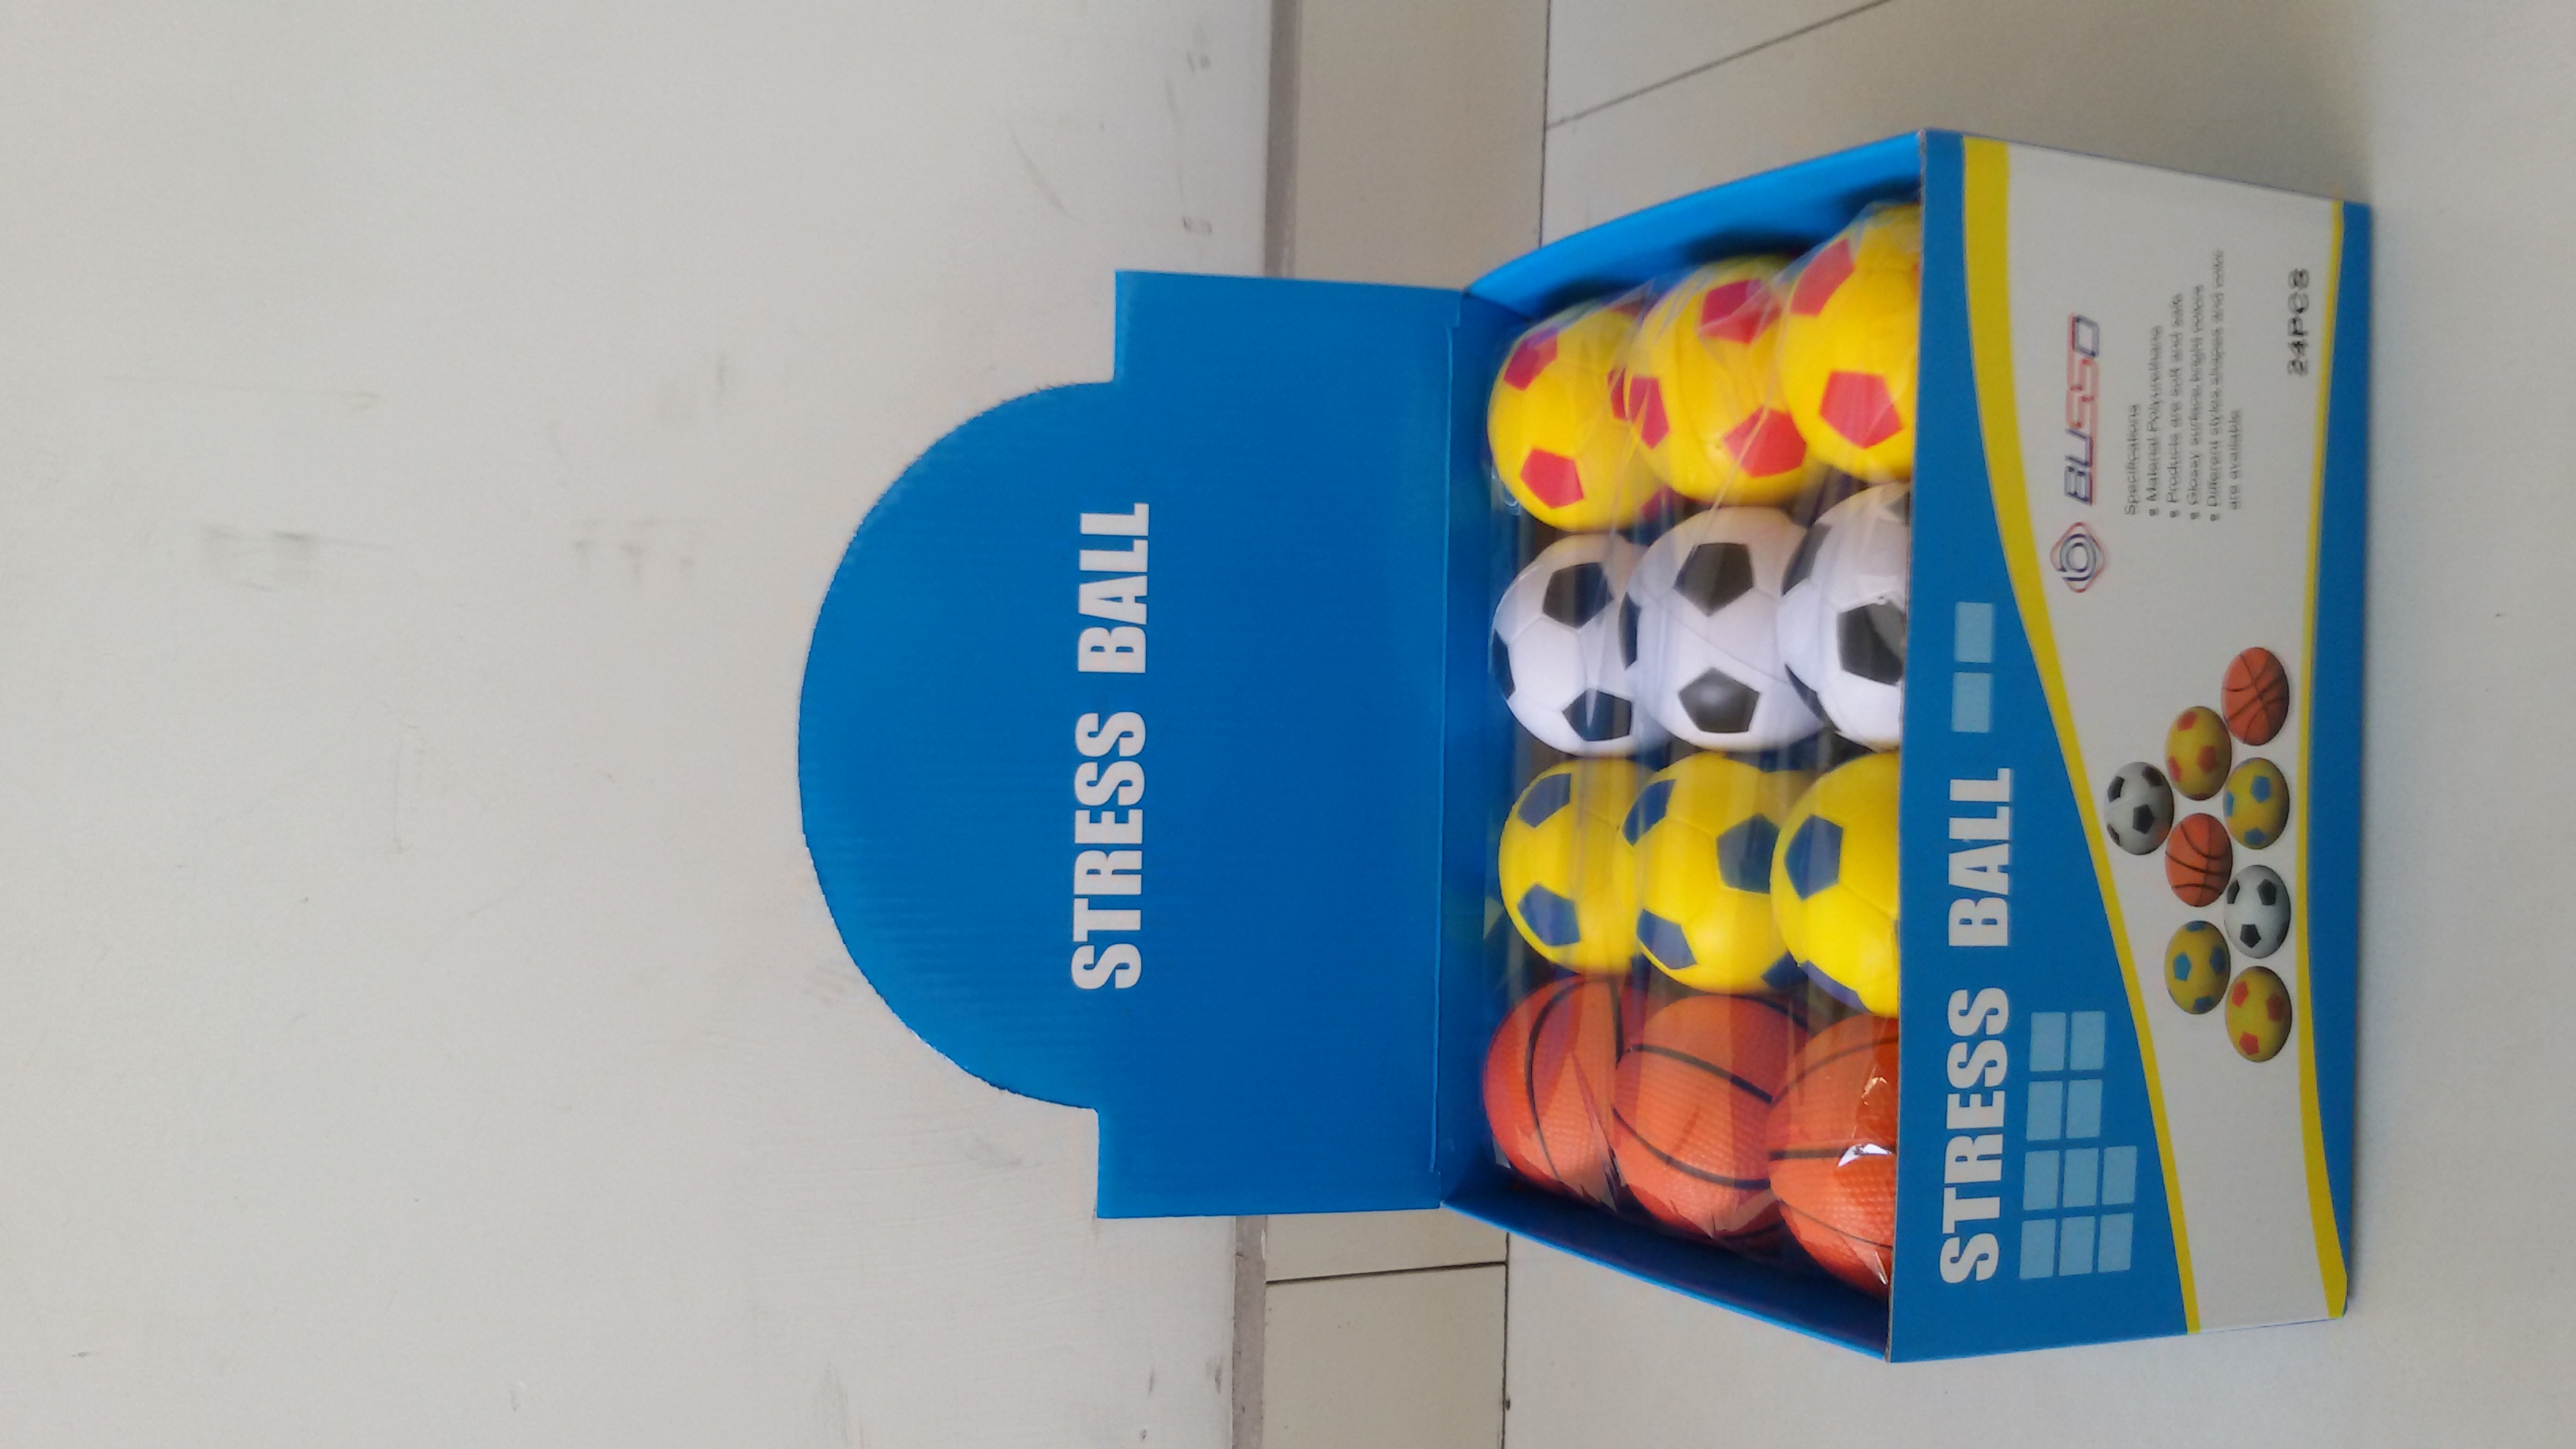 STRESS BALL
STRESS BALL
BUSSO
Specifications
Material Polyurethane
Products are soft and safe
Glossy surface, bright colors
Different styles shapes and color
are available
24PCS